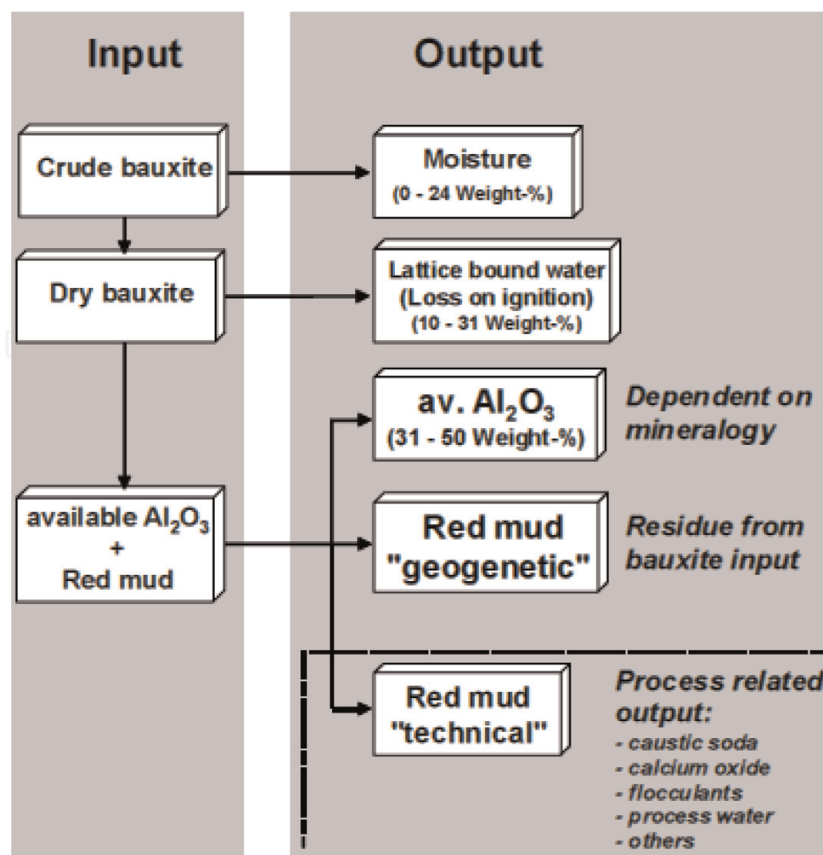 Input
Output
Crude bauxite
Moisture
(0 - 24 Weight-%)
Dry bauxite
Lattice bound water
(Loss on ignition)
(10 - 31 Weight-%)
av. Al₂O₃
(31 - 50 Weight-%)
Dependent on
mineralogy
available Al₂O₃
+
Red mud
Red mud
"geogenetic"
Residue from
bauxite input
Red mud
"technical"
Process related
output:
- caustic soda
- calcium oxide
- flocculants
- process water
- others